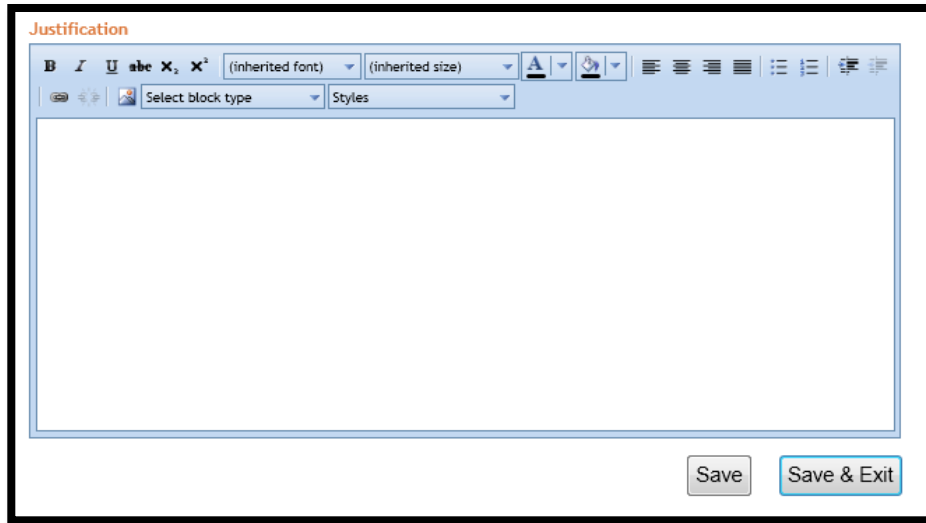 Justification
B I U abc X₂ X² (inherited font) (inherited size) A
Select block type Styles
Save Save & Exit